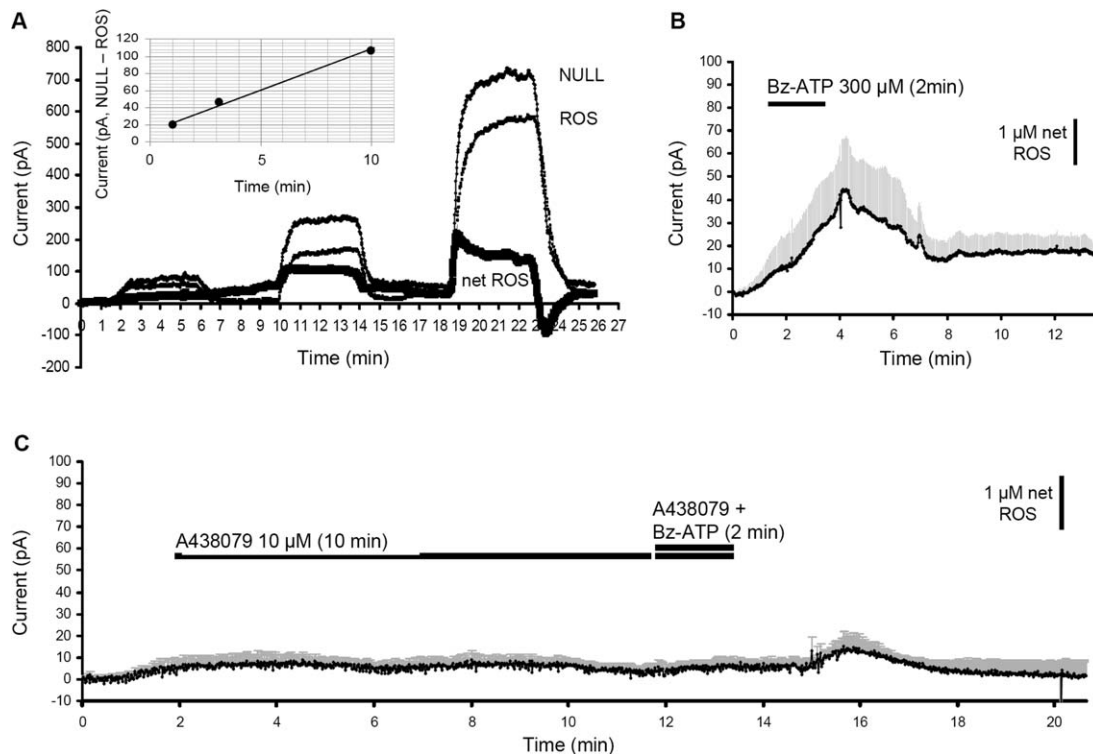 A
Current (pA)
800
700
600
500
400
300
200
100
0
-100
-200
0 1 2 3 4 5 6 7 8 9 10 11 12 13 14 15 16 17 18 19 20 21 22 23 24 25 26 27
Time (min)
NULL
ROS
net ROS
Current (pA, NULL – ROS)
120
100
80
60
40
20
0
0 5 10
Time (min)
B
Current (pA)
100
90
80
70
60
50
40
30
20
10
0
-10
0 2 4 6 8 10 12
Time (min)
Bz-ATP 300 µM (2min)
1 µM net
ROS
C
Current (pA)
100
90
80
70
60
50
40
30
20
10
0
-10
0 2 4 6 8 10 12 14 16 18 20
Time (min)
A438079 10 µM (10 min)
A438079 +
Bz-ATP (2 min)
1 µM net
ROS